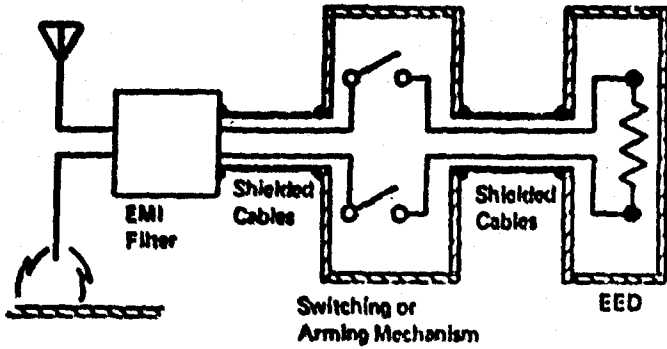 EMI
Filter
Shielded
Cables
Switching or
Arming Mechanism
Shielded
Cables
EED